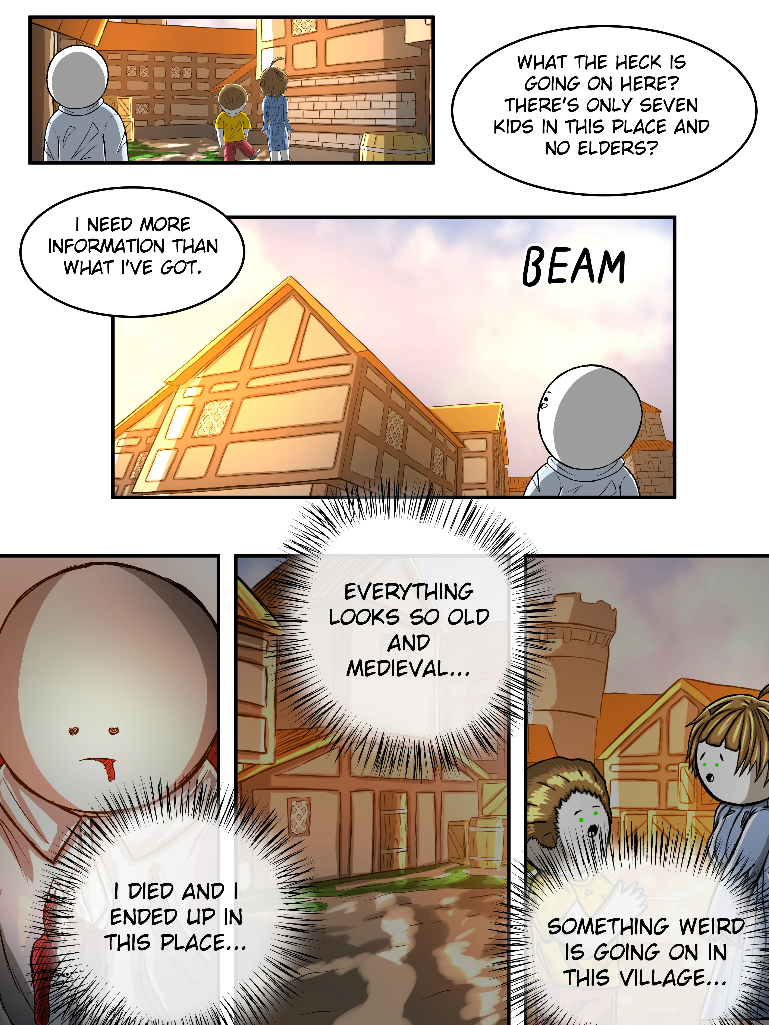 WHAT THE HECK IS
GOING ON HERE?
THERE'S ONLY SEVEN
KIDS IN THIS PLACE AND
NO ELDERS?
I NEED MORE
INFORMATION THAN
WHAT I'VE GOT.
BEAM
EVERYTHING
LOOKS SO OLD
AND
MEDIEVAL...
I DIED AND I
ENDED UP IN
THIS PLACE...
SOMETHING WEIRD
IS GOING ON IN
THIS VILLAGE...